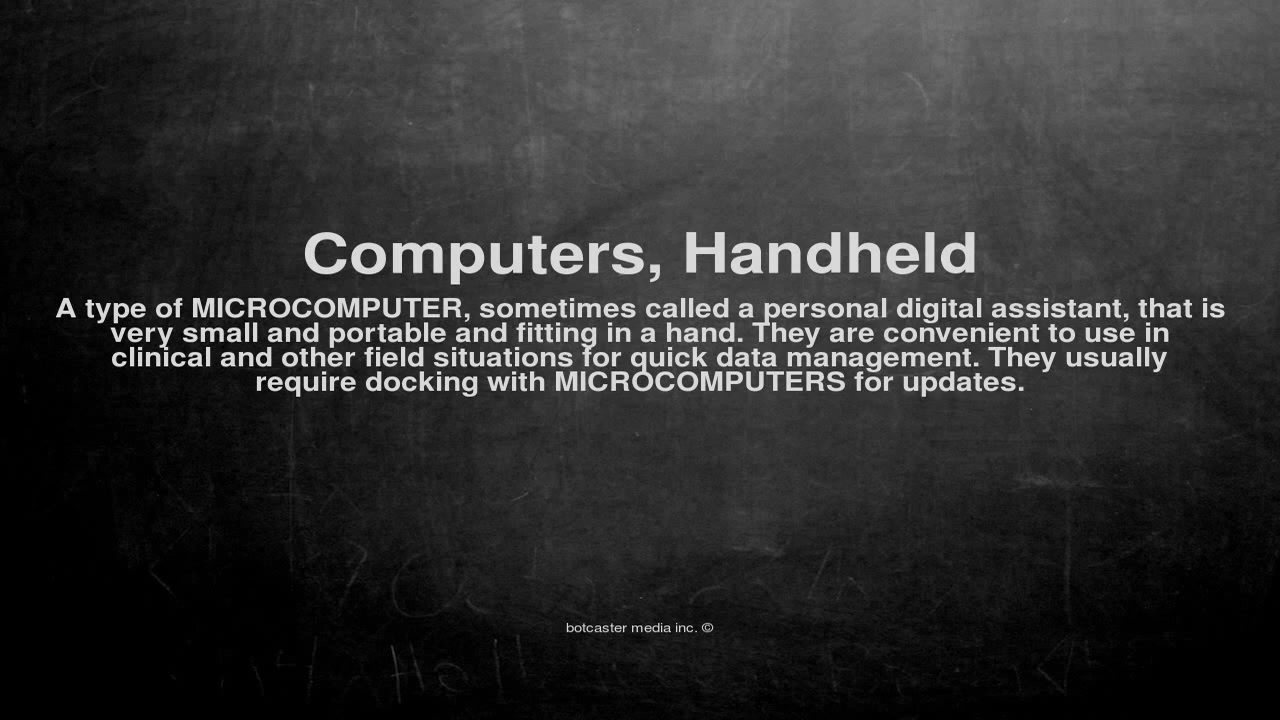 Computers, Handheld
A type of MICROCOMPUTER, sometimes called a personal digital assistant, that is
very small and portable and fitting in a hand. They are convenient to use in
clinical and other field situations for quick data management. They usually
require docking with MICROCOMPUTERS for updates.
botcaster media inc. ©